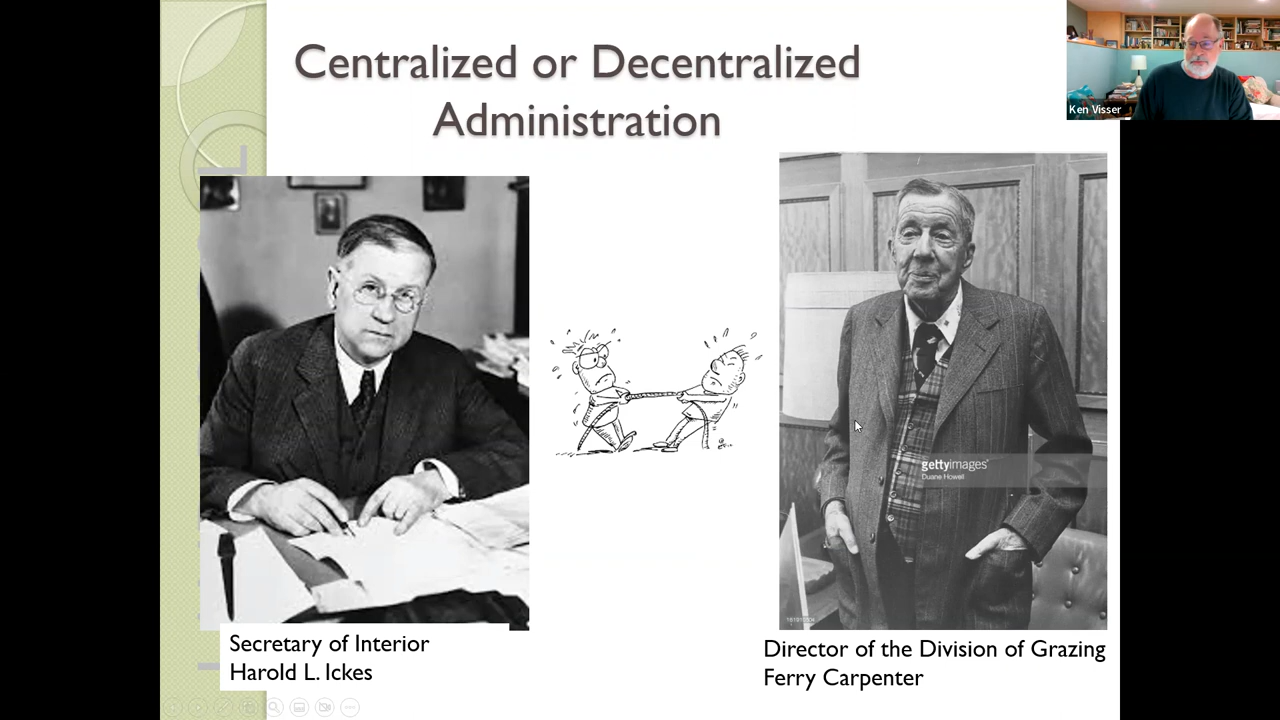 Centralized or Decentralized
Administration
Ken Visser
gettyimages
Duane Howell
Secretary of Interior
Harold L. Ickes
Director of the Division of Grazing
Ferry Carpenter